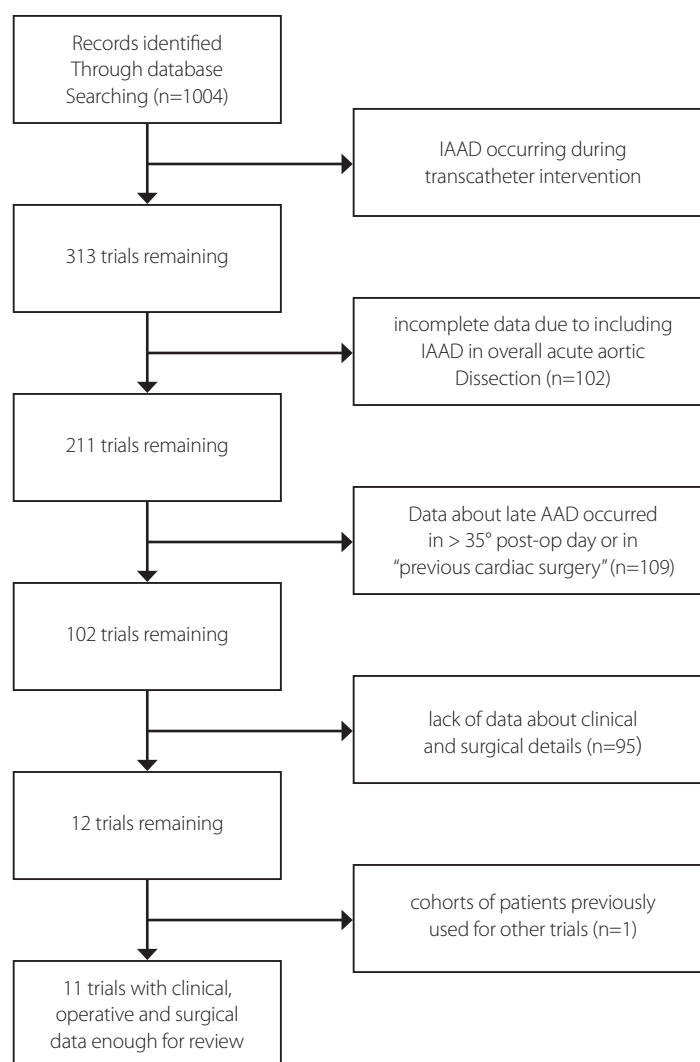 Records identified
Through database
Searching (n=1004)
IAAD occurring during
transcatheter intervention
313 trials remaining
incomplete data due to including
IAAD in overall acute aortic
Dissection (n=102)
211 trials remaining
Data about late AAD occurred
in > 35° post-op day or in
“previous cardiac surgery” (n=109)
102 trials remaining
lack of data about clinical
and surgical details (n=95)
12 trials remaining
cohorts of patients previously
used for other trials (n=1)
11 trials with clinical,
operative and surgical
data enough for review